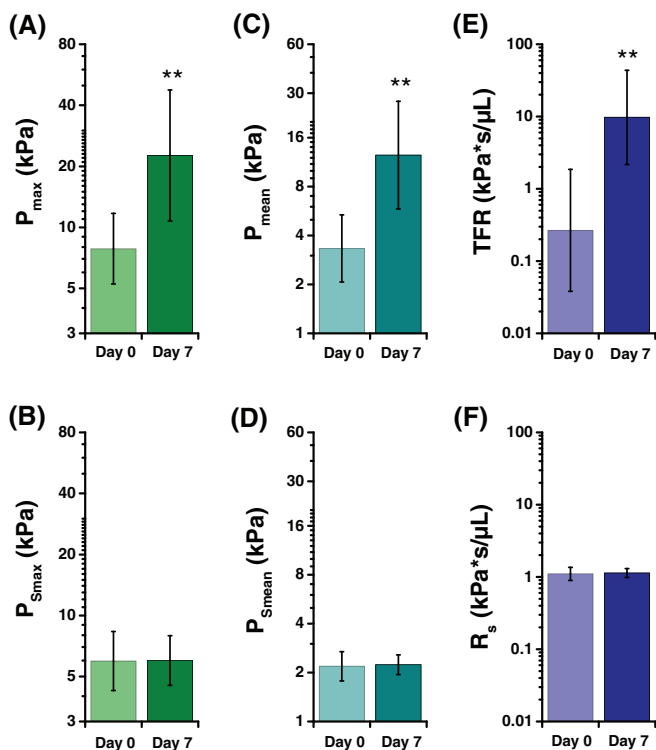 (A)
P max (kPa)
80
40
20
10
5
3
**
Day 0 Day 7
(C)
P mean (kPa)
60
30
16
8
4
2
1
**
Day 0 Day 7
(E)
TFR (kPa*s/µL)
100
10
1
0.1
0.01
**
Day 0 Day 7
(B)
P Smax (kPa)
80
40
20
10
5
3
Day 0 Day 7
(D)
P Smean (kPa)
60
30
16
8
4
2
1
Day 0 Day 7
(F)
R s (kPa*s/µL)
100
10
1
0.1
0.01
Day 0 Day 7